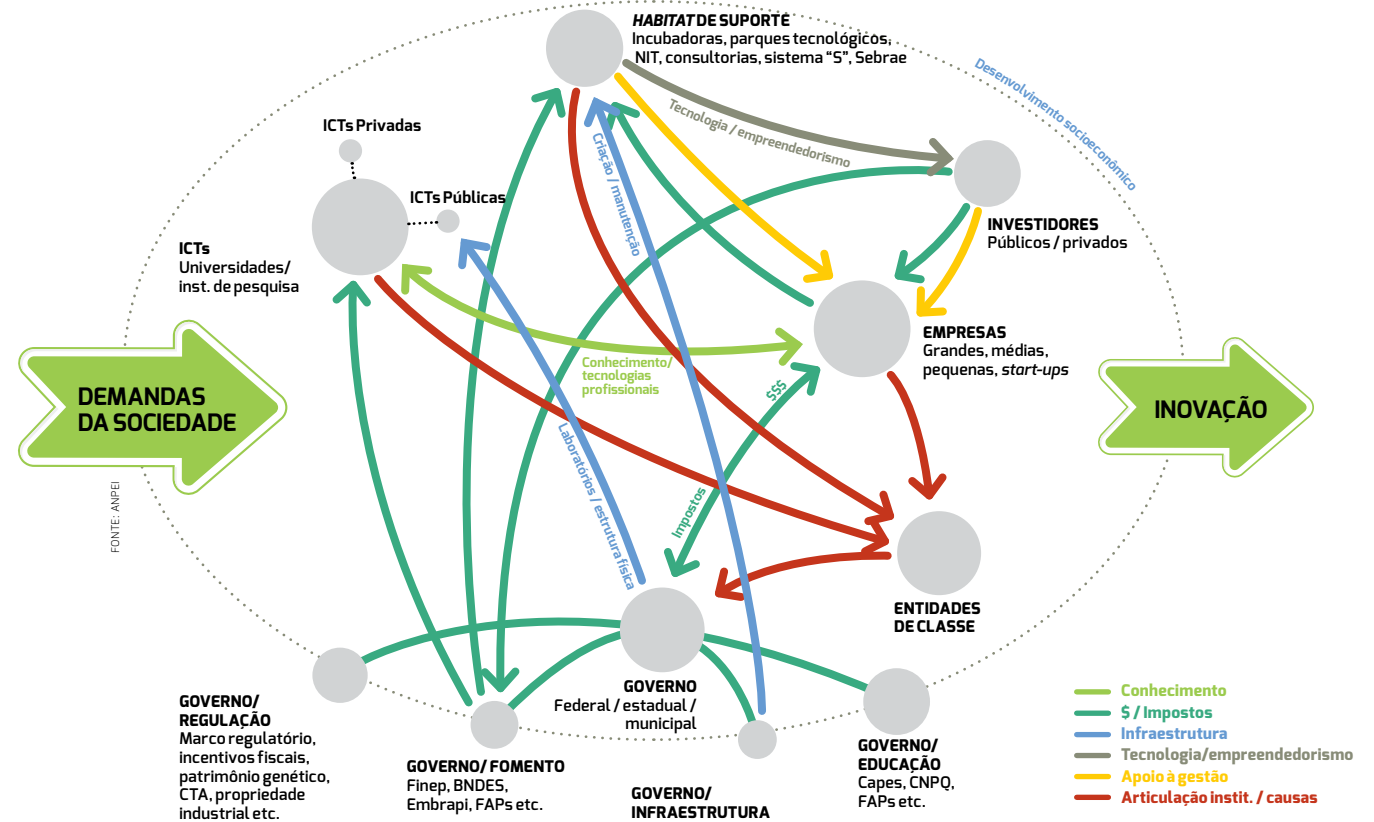 HABITAT DE SUPORTE
Incubadoras, parques tecnológicos,
NIT, consultorias, sistema “S”, Sebrae
Desenvolvimento socioeconômico
Tecnologia / empreendedorismo
Criação / manutenção
ICTs Privadas
ICTs Públicas
ICTs
Universidades/
inst. de pesquisa
INVESTIDORES
Públicos / privados
EMPRESAS
Grandes, médias,
pequenas, start-ups
Conhecimento/
tecnologias
profissionais
$$$
Impostos
Laboratórios / estrutura física
DEMANDAS
DA SOCIEDADE
INOVAÇÃO
FONTE: ANPEI
ENTIDADES
DE CLASSE
GOVERNO
Federal / estadual /
municipal
GOVERNO/
REGULAÇÃO
Marco regulatório,
incentivos fiscais,
patrimônio genético,
CTA, propriedade
industrial etc.
GOVERNO/ FOMENTO
Finep, BNDES,
Embrapi, FAPs etc.
GOVERNO/
INFRAESTRUTURA
GOVERNO/
EDUCAÇÃO
Capes, CNPQ,
FAPs etc.
Conhecimento
$ / Impostos
Infraestrutura
Tecnologia/empreendedorismo
Apoio à gestão
Articulação instit. / causas